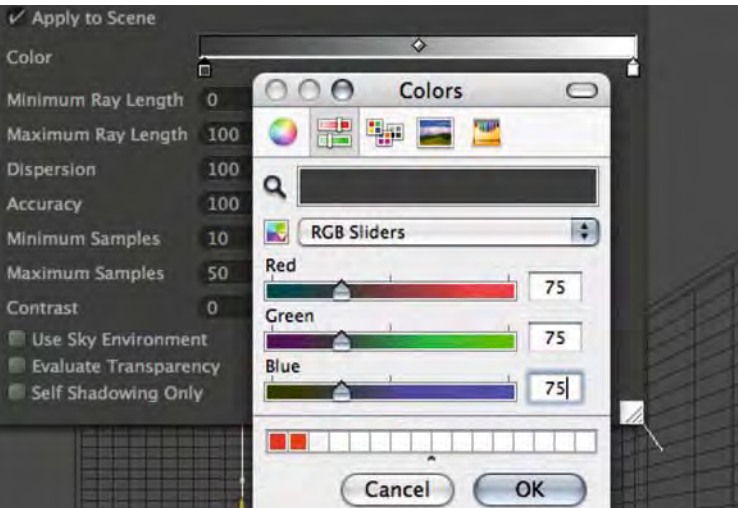 Apply to Scene
Color
Minimum Ray Length 0
Maximum Ray Length 100
Dispersion 100
Accuracy 100
Minimum Samples 10
Maximum Samples 50
Contrast 0
Use Sky Environment
Evaluate Transparency
Self Shadowing Only
Colors
RGB Sliders
Red
75
Green
75
Blue
75
Cancel OK